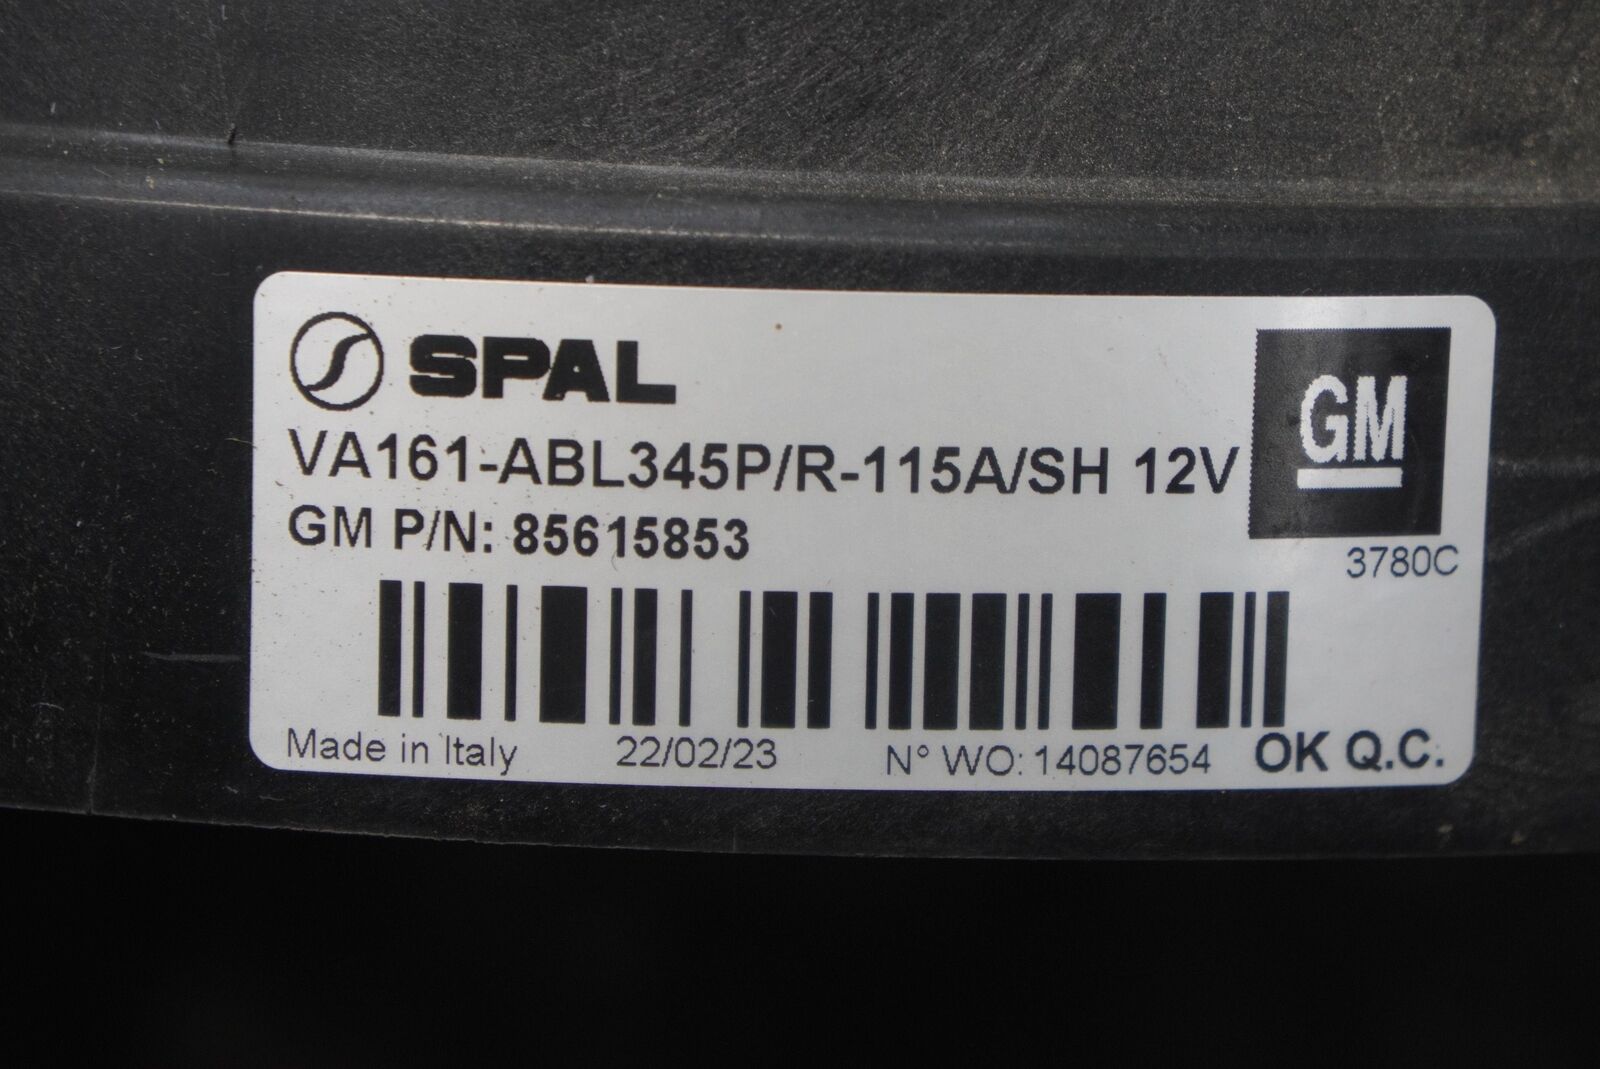 SPAL
VA161-ABL345P/R-115A/SH 12V
GM
GM P/N: 85615853
3780C
Made in Italy 22/02/23 N° WO: 14087654 OK Q.C.